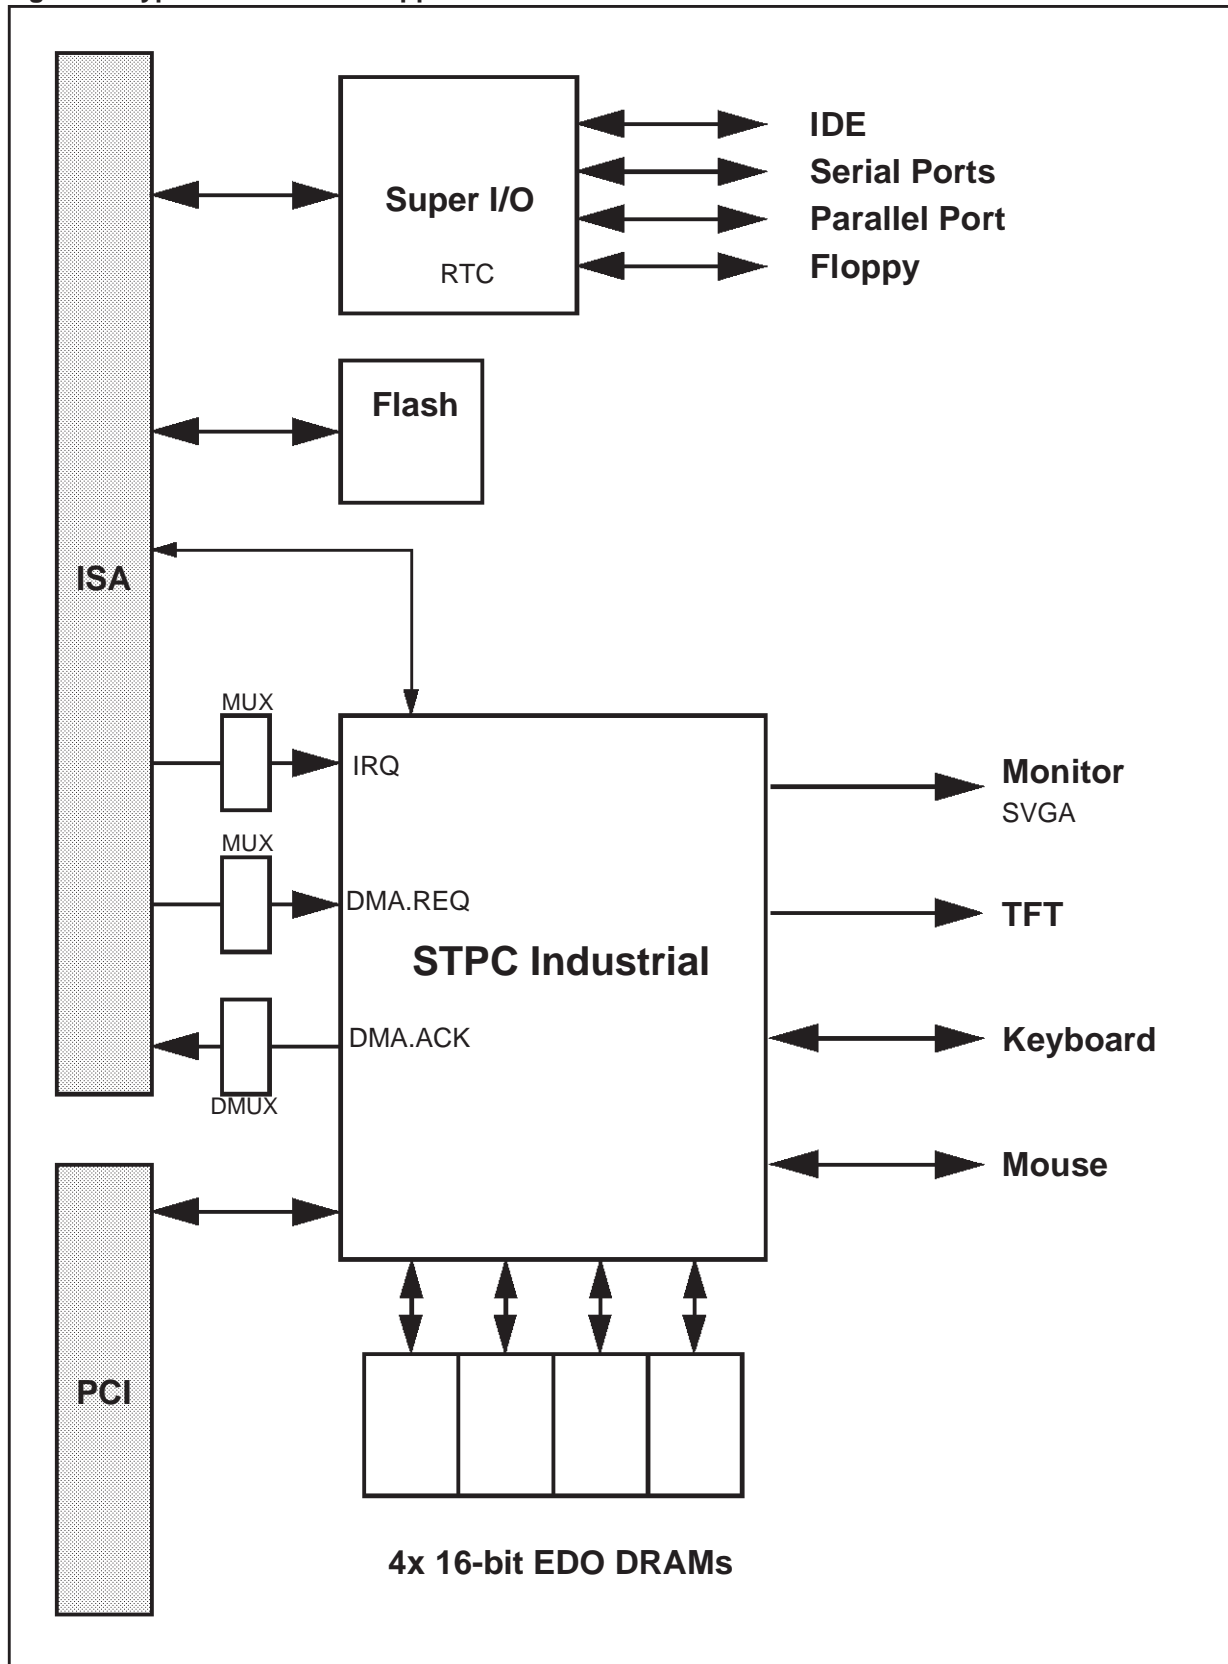 IDE
Serial Ports
Super I/O
Parallel Port
RTC
Floppy
Flash
ISA
MUX
IRQ
Monitor
SVGA
MUX
DMA.REQ
TFT
STPC Industrial
DMA.ACK
Keyboard
DMUX
Mouse
PCI
4x 16-bit EDO DRAMs